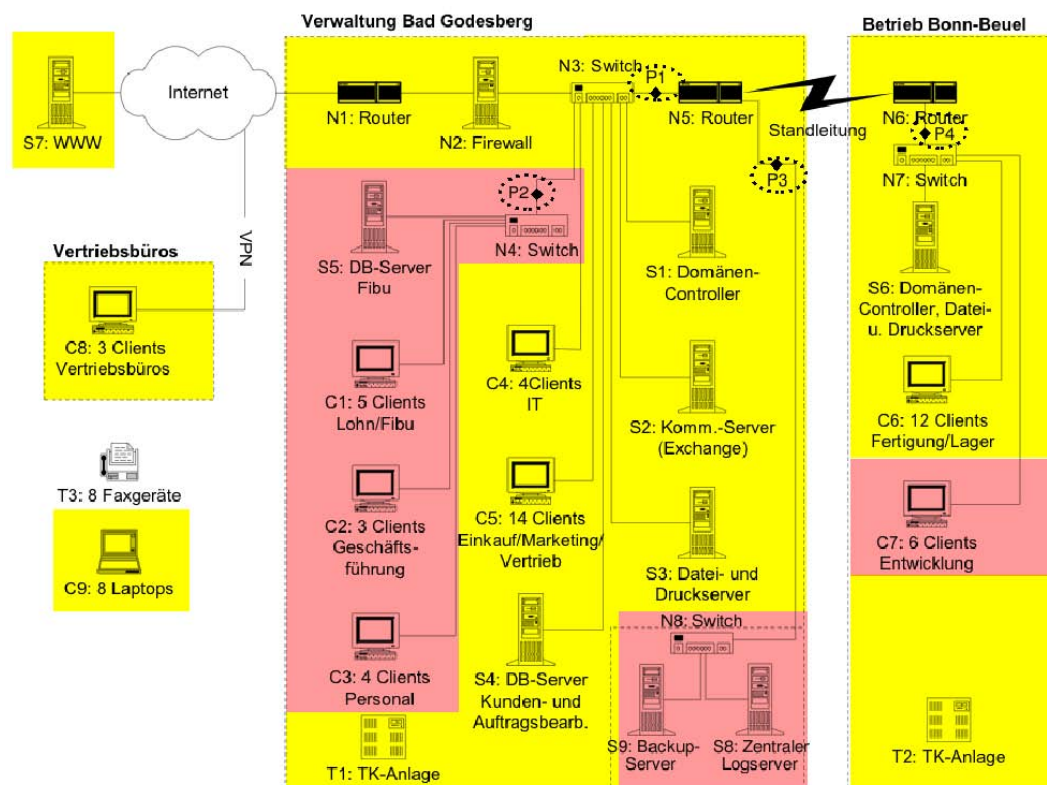 Verwaltung Bad Godesberg
Betrieb Bonn-Beuel
S7: WWW
Internet
N1: Router
N2: Firewall
N3: Switch
P1
N5: Router
Standleitung
N6: Router
P4
N7: Switch
P3
P2
N4: Switch
S5: DB-Server
Fibu
VPN
Vertriebsbüros
C8: 3 Clients
Vertriebsbüros
S1: Domänen-
Controller
S6: Domänen-
Controller, Datei-
u. Druckserver
C1: 5 Clients
Lohn/Fibu
C4: 4Clients
IT
S2: Komm.-Server
(Exchange)
C6: 12 Clients
Fertigung/Lager
T3: 8 Faxgeräte
C9: 8 Laptops
C2: 3 Clients
Geschäfts-
führung
C5: 14 Clients
Einkauf/Marketing/
Vertrieb
S3: Datei- und
Druckserver
C7: 6 Clients
Entwicklung
N8: Switch
C3: 4 Clients
Personal
S4: DB-Server
Kunden- und
Auftragsbearb.
S9: Backup-
Server
S8: Zentraler
Logserver
T1: TK-Anlage
T2: TK-Anlage